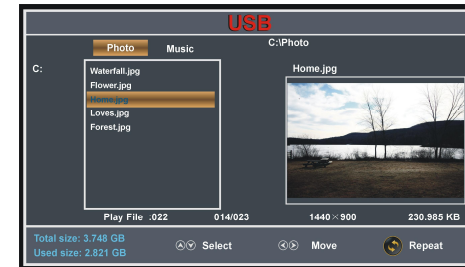 USB
Photo Music C:\Photo
C: Home.jpg
Waterfall.jpg
Flower.jpg
Home.jpg
Loves.jpg
Forest.jpg
Play File :022 014/023 1440×900 230.985 KB
Total size: 3.748 GB
Used size: 2.821 GB
Select Move Repeat